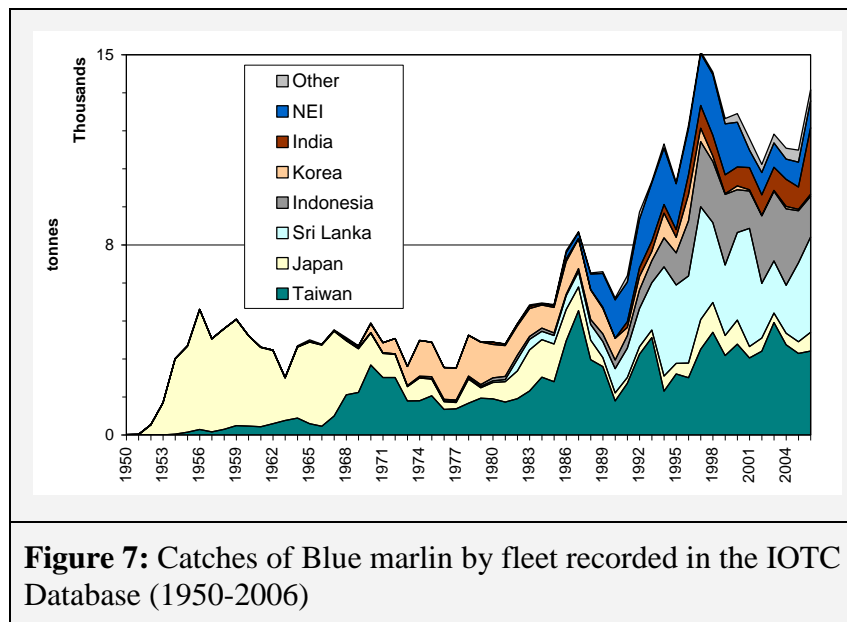 15
Thousands
tonnes
8
0
Other
NEI
India
Korea
Indonesia
Sri Lanka
Japan
Taiwan
1950
1953
1956
1959
1962
1965
1968
1971
1974
1977
1980
1983
1986
1989
1992
1995
1998
2001
2004
Figure 7: Catches of Blue marlin by fleet recorded in the IOTC
Database (1950-2006)